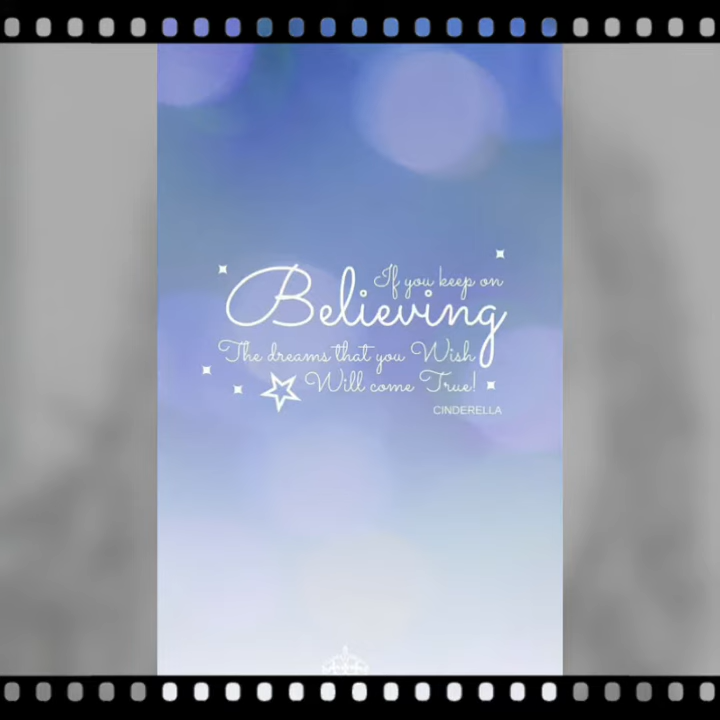 If you keep on
Believing
The dreams that you Wish
Will come True!
CINDERELLA